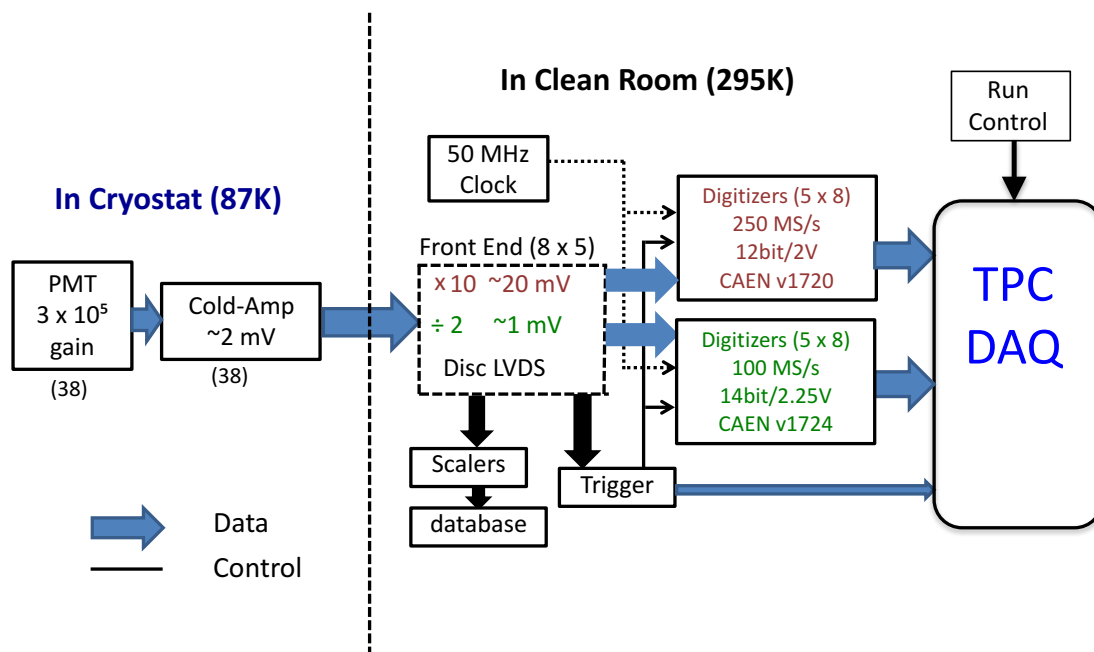 In Clean Room (295K)
Run
Control
50 MHz
Clock
In Cryostat (87K)
Digitizers (5 x 8)
250 MS/s
12bit/2V
CAEN v1720
Front End (8 x 5)
x 10 ~20 mV
÷ 2 ~1 mV
Disc LVDS
PMT
3 x 10⁵
gain
(38)
Cold-Amp
~2 mV
(38)
TPC
DAQ
Digitizers (5 x 8)
100 MS/s
14bit/2.25V
CAEN v1724
Scalers
Trigger
database
Data
Control